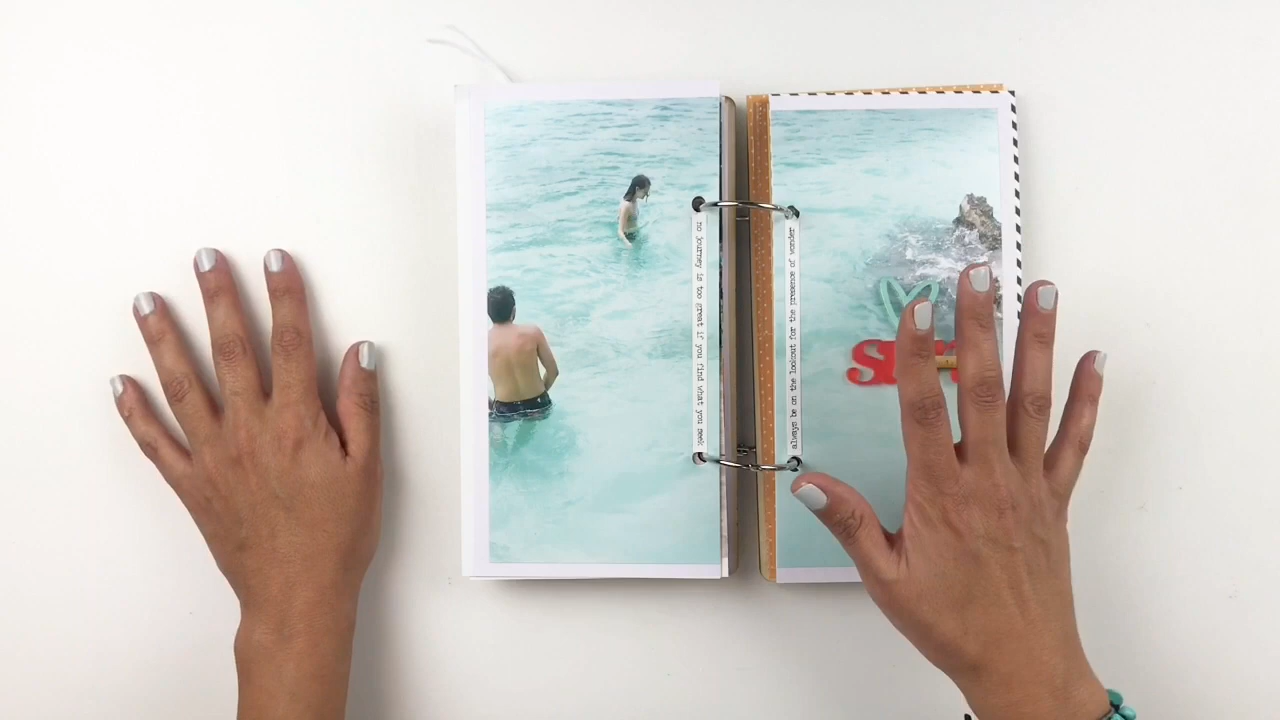 no journey is too great if you find what you seek
always be on the lookout for the presence of wonder